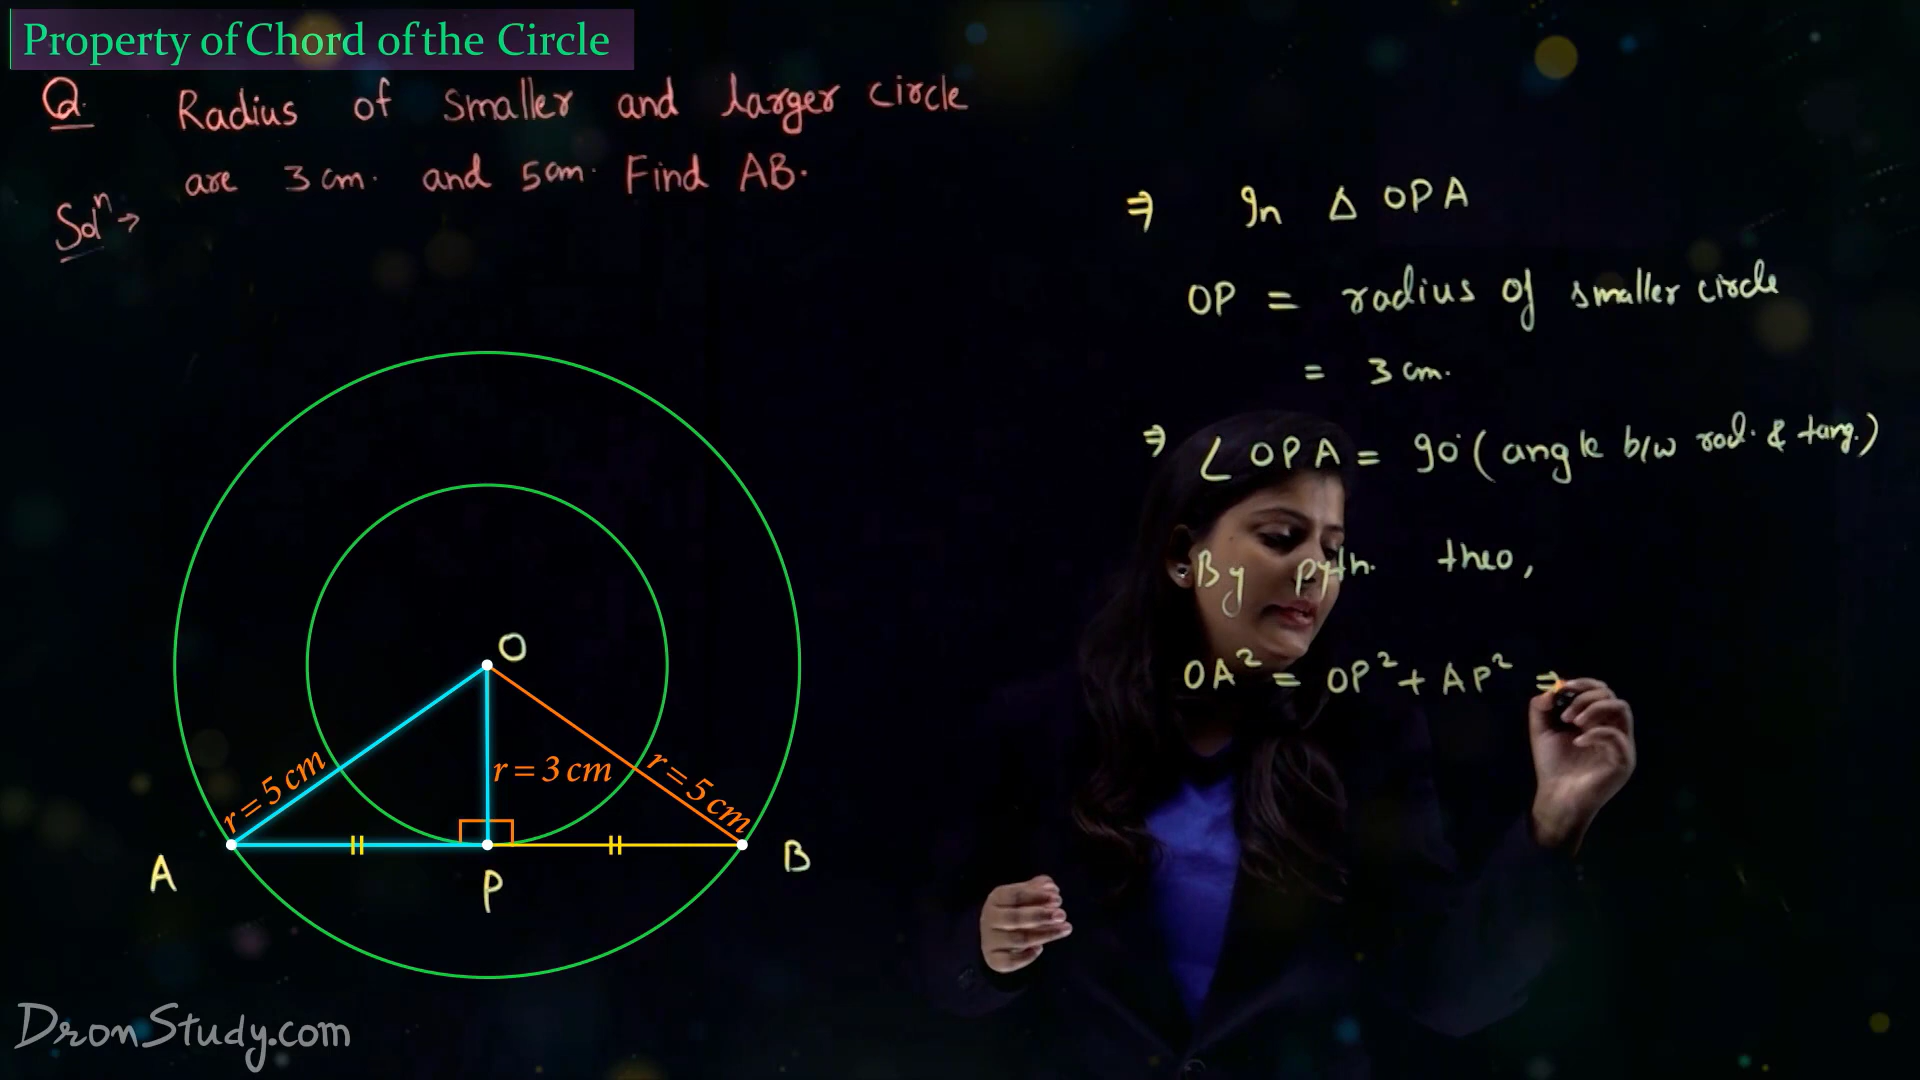 Property of Chord of the Circle
Q. Radius of smaller and larger circle
are 3 cm. and 5cm. Find AB.
Solⁿ →
⇒ In Δ OPA
OP = radius of smaller circle
= 3 cm.
⇒ ∠OPA = 90° (angle b/w rad. & tang.)
By pyth. theo,
OA² = OP² + AP² ⇒
O
r = 5 cm
r = 3 cm
r = 5 cm
A
P
B
DronStudy.com